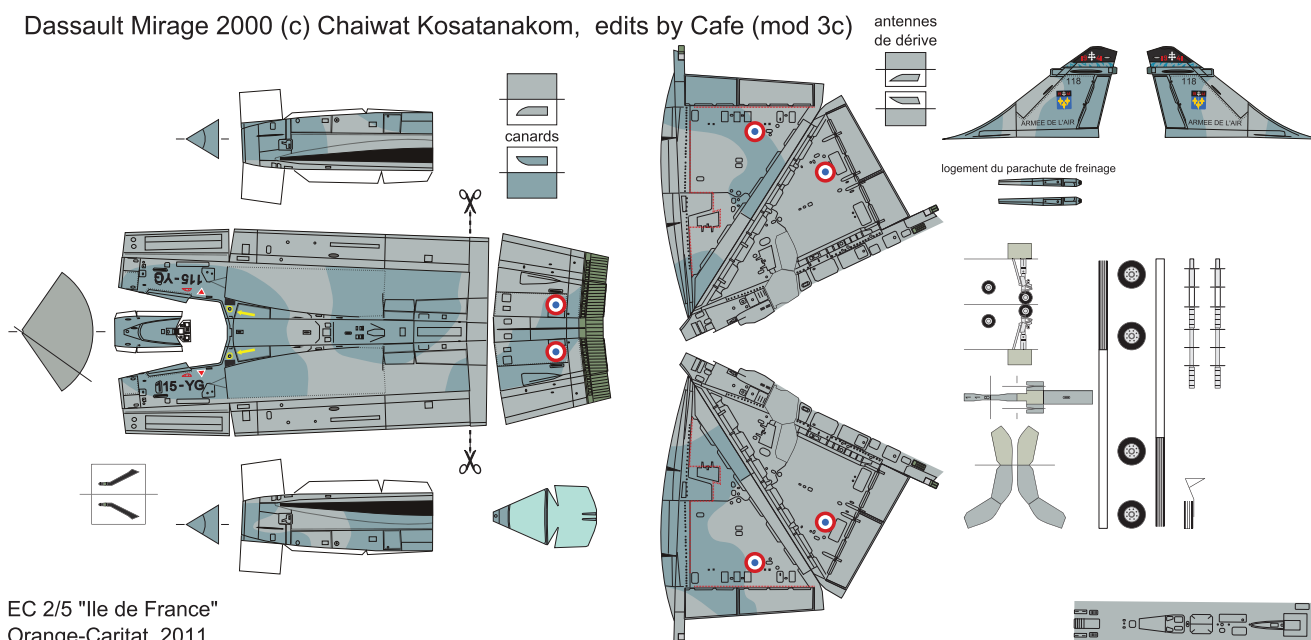 Dassault Mirage 2000 (c) Chaiwat Kosatanakom, edits by Cafe (mod 3c)
antennes
de dérive
canards
118
118
ARMEE DE L'AIR
ARMEE DE L'AIR
logement du parachute de freinage
115-YG
115-YG
EC 2/5 "Ile de France"
Orange-Caritat, 2011